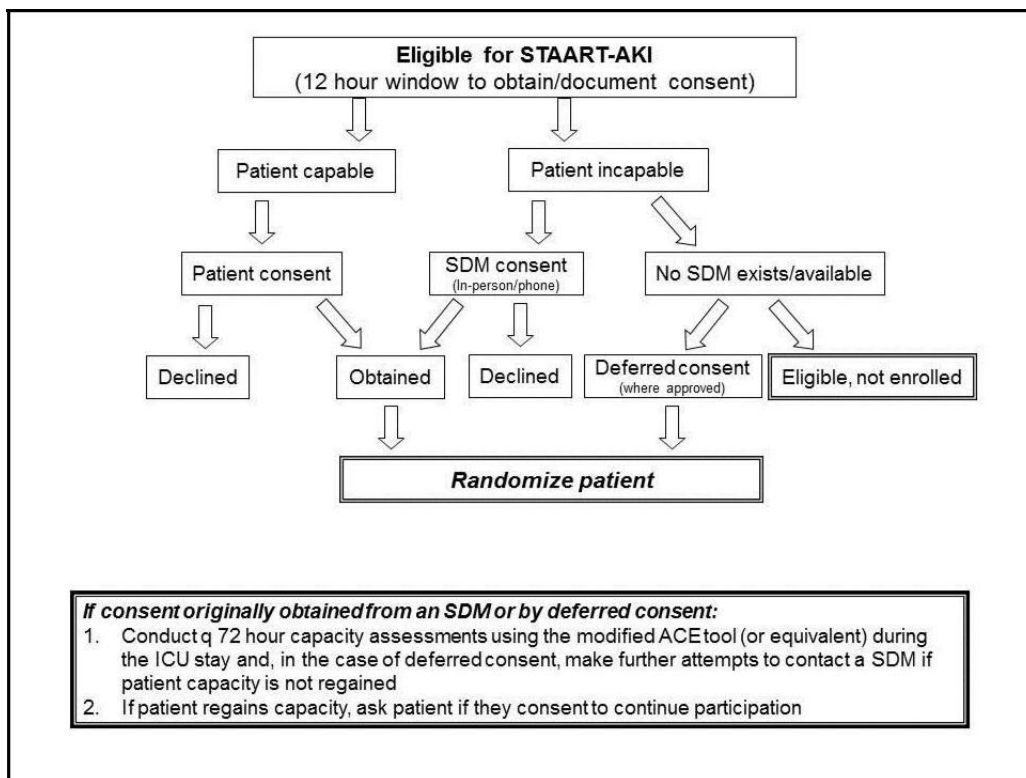 Eligible for STAART-AKI
(12 hour window to obtain/document consent)
Patient capable
Patient incapable
Patient consent
SDM consent
(In-person/phone)
No SDM exists/available
Declined
Obtained
Declined
Deferred consent
(where approved)
Eligible, not enrolled
Randomize patient
If consent originally obtained from an SDM or by deferred consent:
1. Conduct q 72 hour capacity assessments using the modified ACE tool (or equivalent) during
the ICU stay and, in the case of deferred consent, make further attempts to contact a SDM if
patient capacity is not regained
2. If patient regains capacity, ask patient if they consent to continue participation